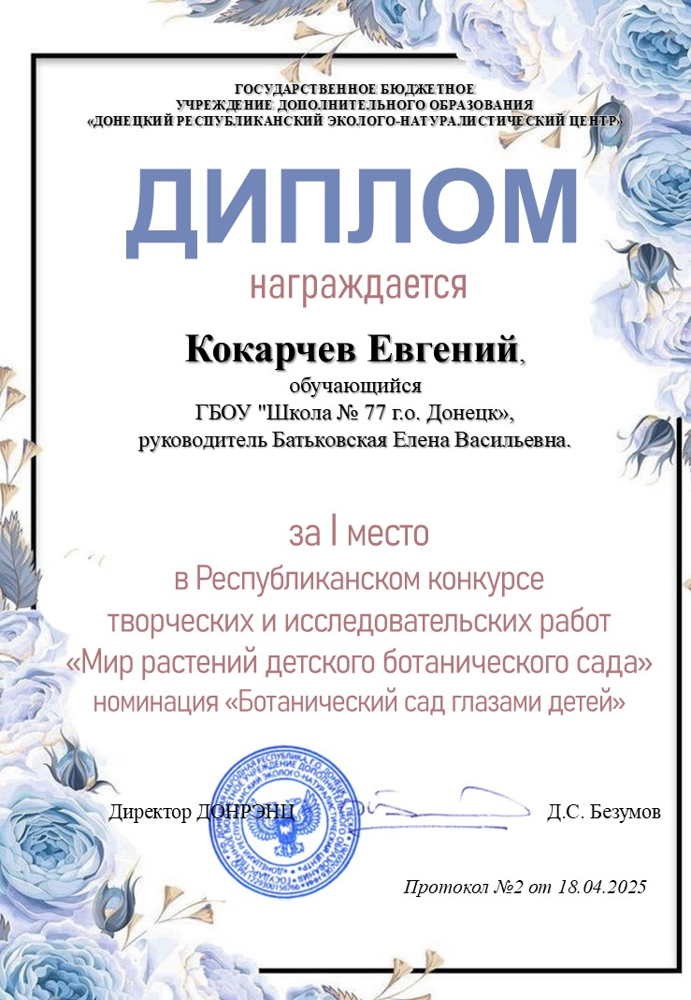 ГОСУДАРСТВЕННОЕ БЮДЖЕТНОЕ
УЧРЕЖДЕНИЕ ДОПОЛНИТЕЛЬНОГО ОБРАЗОВАНИЯ
«ДОНЕЦКИЙ РЕСПУБЛИКАНСКИЙ ЭКОЛОГО-НАТУРАЛИСТИЧЕСКИЙ ЦЕНТР»
ДИПЛОМ
награждается
Кокарчев Евгений,
обучающийся
ГБОУ "Школа № 77 г.о. Донецк»,
руководитель Батьковская Елена Васильевна.
за I место
в Республиканском конкурсе
творческих и исследовательских работ
«Мир растений детского ботанического сада»
номинация «Ботанический сад глазами детей»
Директор ДОНРЭНЦ Д.С. Безумов
Протокол №2 от 18.04.2025